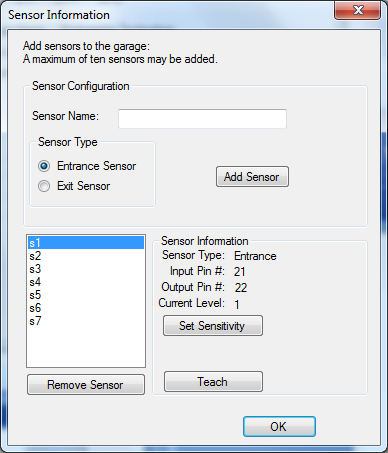 Sensor Information
Add sensors to the garage:
A maximum of ten sensors may be added.
Sensor Configuration
Sensor Name:
Sensor Type
Entrance Sensor
Exit Sensor
Add Sensor
s1
s2
s3
s4
s5
s6
s7
Remove Sensor
Sensor Information
Sensor Type: Entrance
Input Pin #: 21
Output Pin #: 22
Current Level: 1
Set Sensitivity
Teach
OK